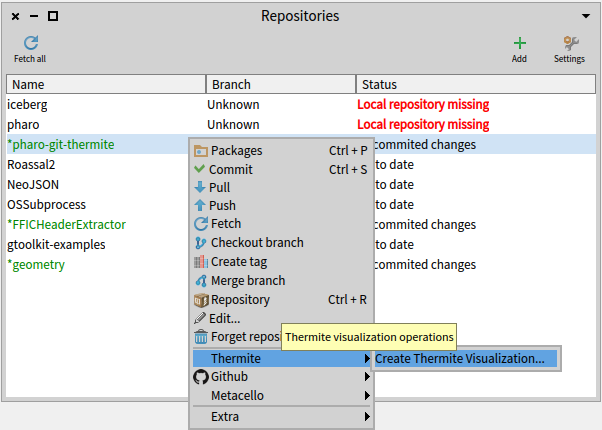 Repositories
Fetch all
Add
Settings
Name Branch Status
iceberg Unknown Local repository missing
pharo Unknown Local repository missing
*pharo-git-thermite commited changes
Roassal2 to date
NeoJSON to date
OSSubprocess to date
*FFICHeaderExtractor commited changes
gtoolkit-examples to date
*geometry commited changes
Packages Ctrl + P
Commit Ctrl + S
Pull
Push
Fetch
Checkout branch
Create tag
Merge branch
Repository Ctrl + R
Edit...
Forget reposi
Thermite visualization operations
Thermite
Create Thermite Visualization...
Github
Metacello
Extra